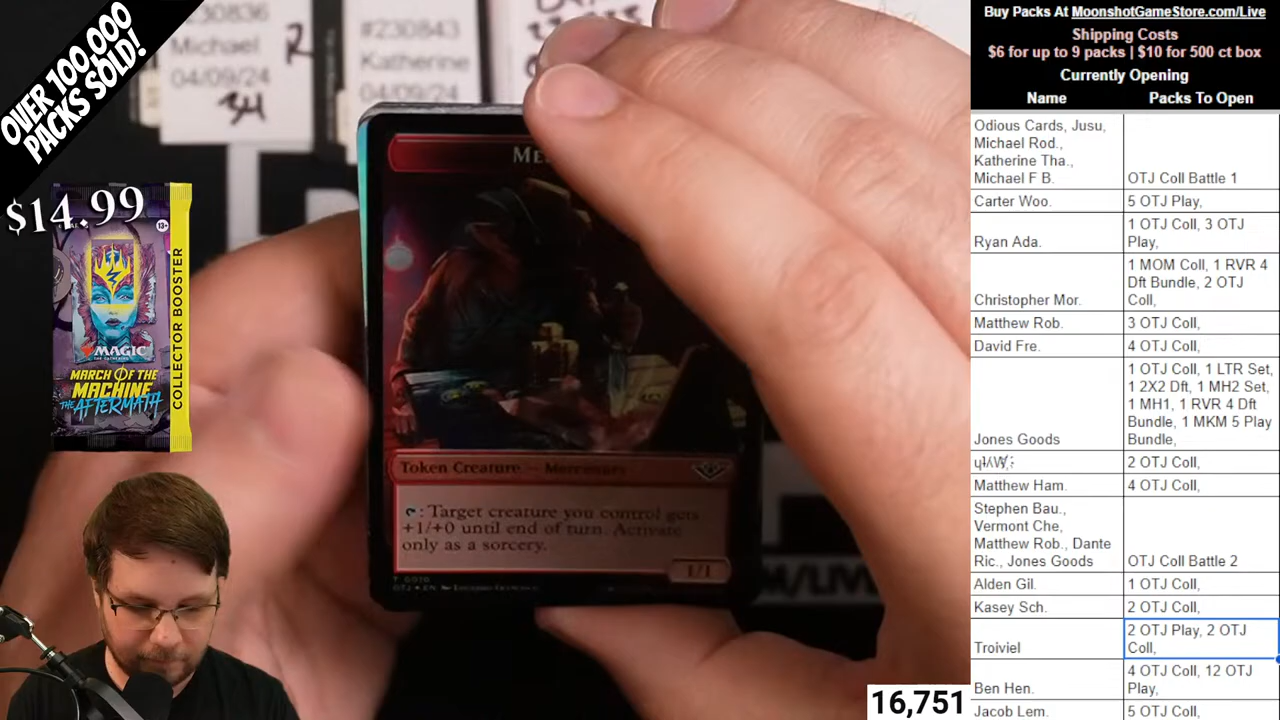 OVER 100,000
PACKS SOLD!
$14.99
COLLECTOR BOOSTER
MAGIC
MARCH OF THE
MACHINE
THE AFTERMATH
#230836
Michael
04/09/24
34
R
#230843
Katherine
04/09/24
Token Creature — Mercenary
: Target creature you control gets
+1/+0 until end of turn. Activate
only as a sorcery.
1/1
OTJ • EN
Buy Packs At MoonshotGameStore.com/Live
Shipping Costs
$6 for up to 9 packs | $10 for 500 ct box
Currently Opening
Name Packs To Open
Odious Cards, Jusu,
Michael Rod.,
Katherine Tha.,
Michael F B. OTJ Coll Battle 1
Carter Woo. 5 OTJ Play,
Ryan Ada. 1 OTJ Coll, 3 OTJ
Play,
Christopher Mor. 1 MOM Coll, 1 RVR 4
Dft Bundle, 2 OTJ
Coll,
Matthew Rob. 3 OTJ Coll,
David Fre. 4 OTJ Coll,
Jones Goods 1 OTJ Coll, 1 LTR Set,
1 2X2 Dft, 1 MH2 Set,
1 MH1, 1 RVR 4 Dft
Bundle, 1 MKM 5 Play
Bundle,
2 OTJ Coll,
Matthew Ham. 4 OTJ Coll,
Stephen Bau.,
Vermont Che,
Matthew Rob., Dante
Ric., Jones Goods OTJ Coll Battle 2
Alden Gil. 1 OTJ Coll,
Kasey Sch. 2 OTJ Coll,
Troiviel 2 OTJ Play, 2 OTJ
Coll,
Ben Hen. 4 OTJ Coll, 12 OTJ
Play,
Jacob Lem. 5 OTJ Coll,
16,751